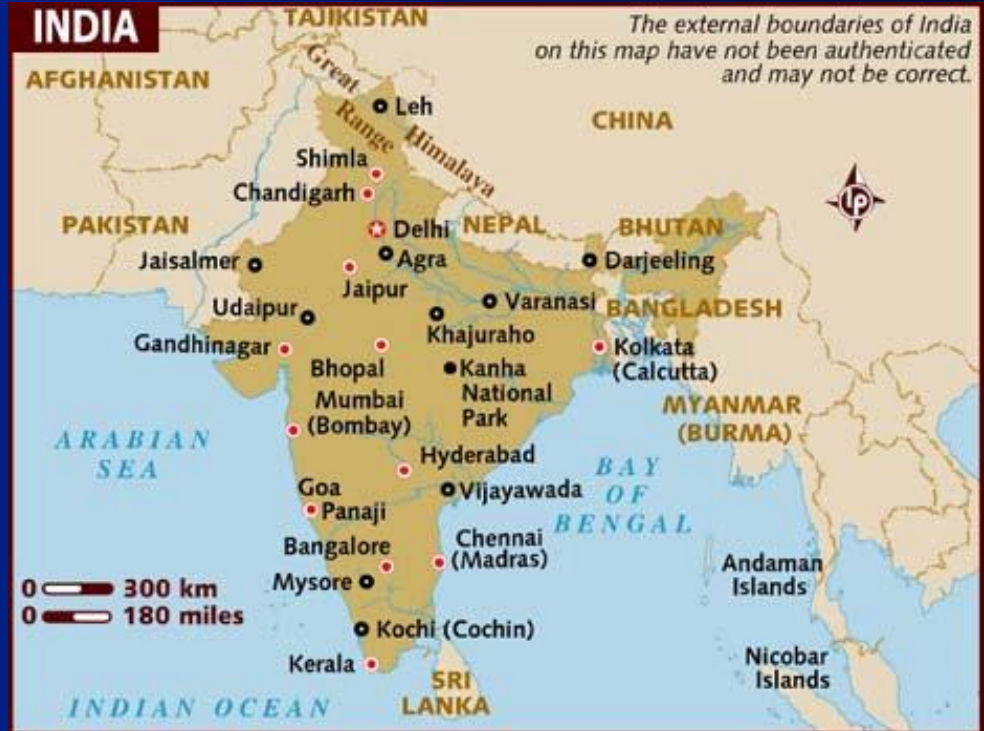 INDIA
TAJIKISTAN
The external boundaries of India
on this map have not been authenticated
and may not be correct.
AFGHANISTAN
Great
Range
Himalaya
Leh
CHINA
Shimla
Chandigarh
lp
PAKISTAN
Delhi
NEPAL
BHUTAN
Jaisalmer
Agra
Darjeeling
Jaipur
Udaipur
Varanasi
BANGLADESH
Khajuraho
Gandhinagar
Bhopal
Kanha
National
Park
Kolkata
(Calcutta)
Mumbai
(Bombay)
MYANMAR
(BURMA)
ARABIAN
SEA
Hyderabad
BAY
OF
BENGAL
Goa
Panaji
Vijayawada
Bangalore
Chennai
(Madras)
Mysore
Andaman
Islands
0 300 km
0 180 miles
Kochi (Cochin)
Kerala
Nicobar
Islands
SRI
LANKA
INDIAN OCEAN